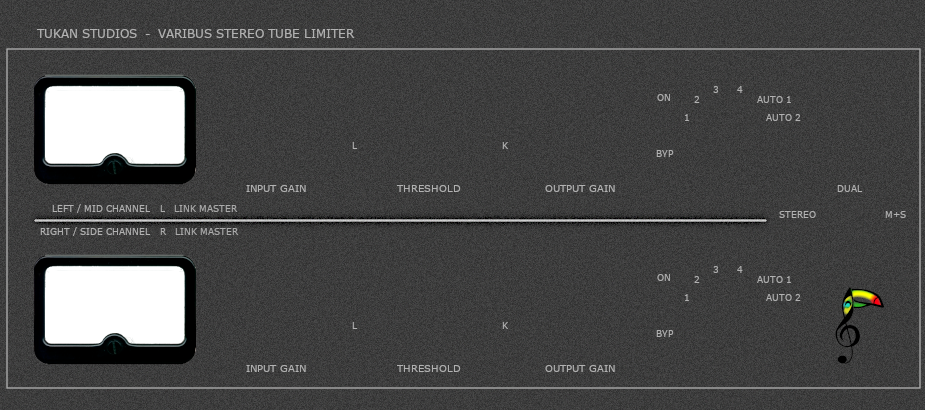 TUKAN STUDIOS - VARIBUS STEREO TUBE LIMITER
3 4
ON 2 AUTO 1
1 AUTO 2
L K
BYP
INPUT GAIN THRESHOLD OUTPUT GAIN DUAL
LEFT / MID CHANNEL L LINK MASTER
STEREO M+S
RIGHT / SIDE CHANNEL R LINK MASTER
3 4
ON 2 AUTO 1
1 AUTO 2
L K
BYP
INPUT GAIN THRESHOLD OUTPUT GAIN